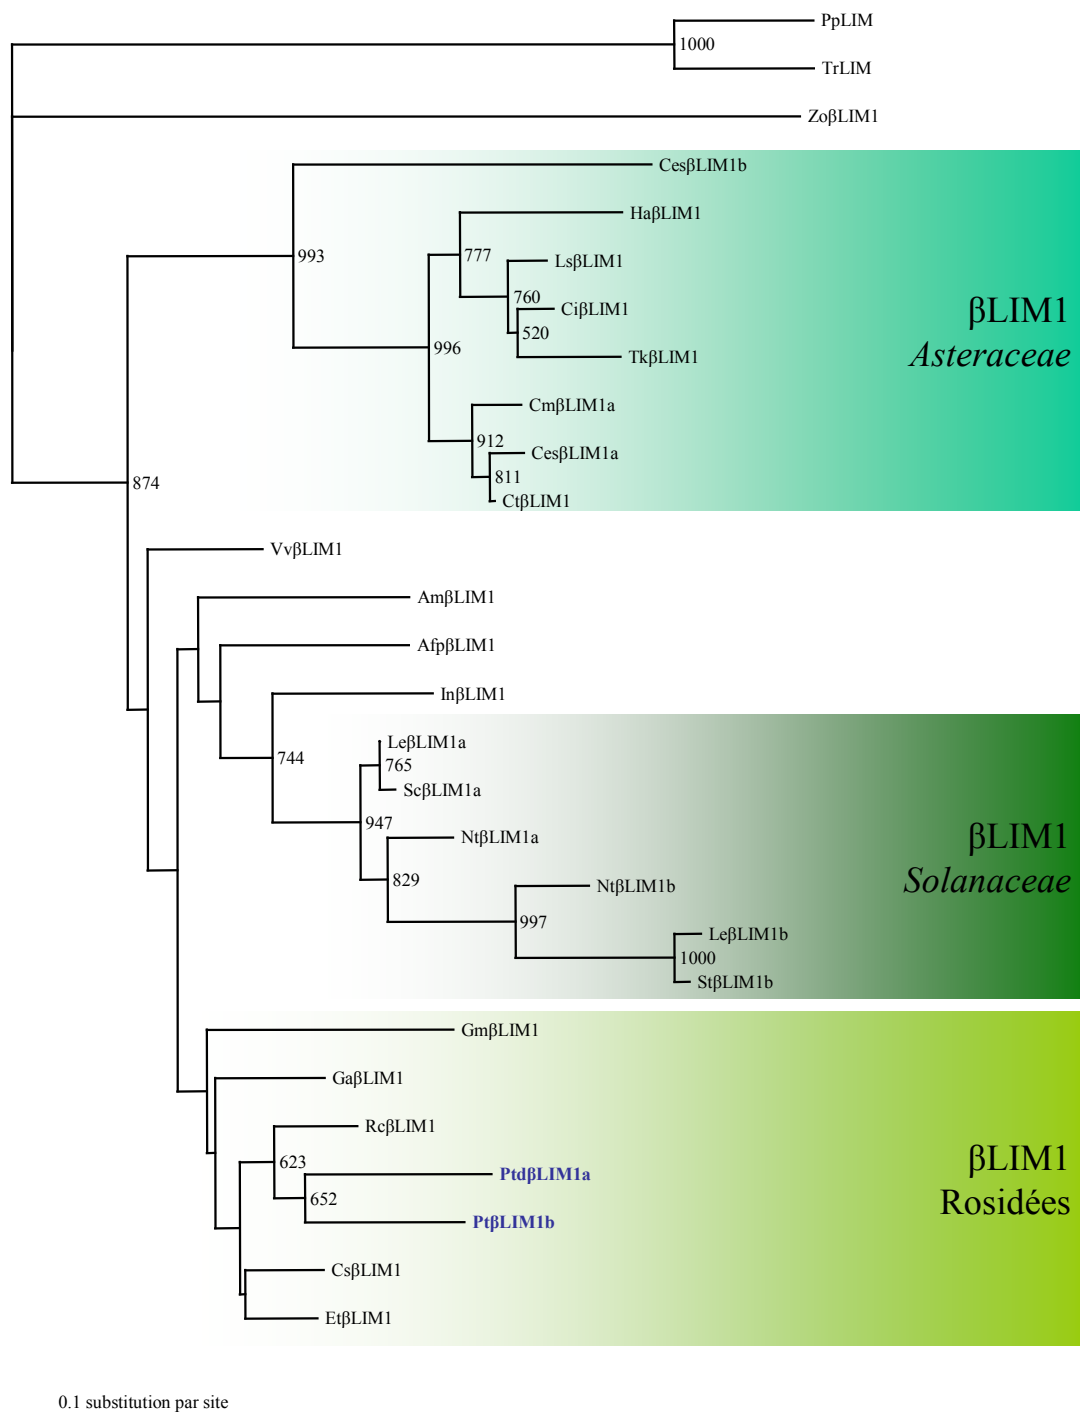 PpLIM
1000
TrLIM
ZoβLIM1
CesβLIM1b
HaβLIM1
777
993
LsβLIM1
760
CiβLIM1
520
996
TkβLIM1
βLIM1
Asteraceae
CmβLIM1a
912
CesβLIM1a
811
874
CtβLIM1
VvβLIM1
AmβLIM1
AfpβLIM1
InβLIM1
LeβLIM1a
744
765
ScβLIM1a
947
NtβLIM1a
829
NtβLIM1b
997
βLIM1
Solanaceae
LeβLIM1b
1000
StβLIM1b
GmβLIM1
GaβLIM1
RcβLIM1
623
PtdβLIM1a
652
PtβLIM1b
βLIM1
Rosidées
CsβLIM1
EtβLIM1
0.1 substitution par site